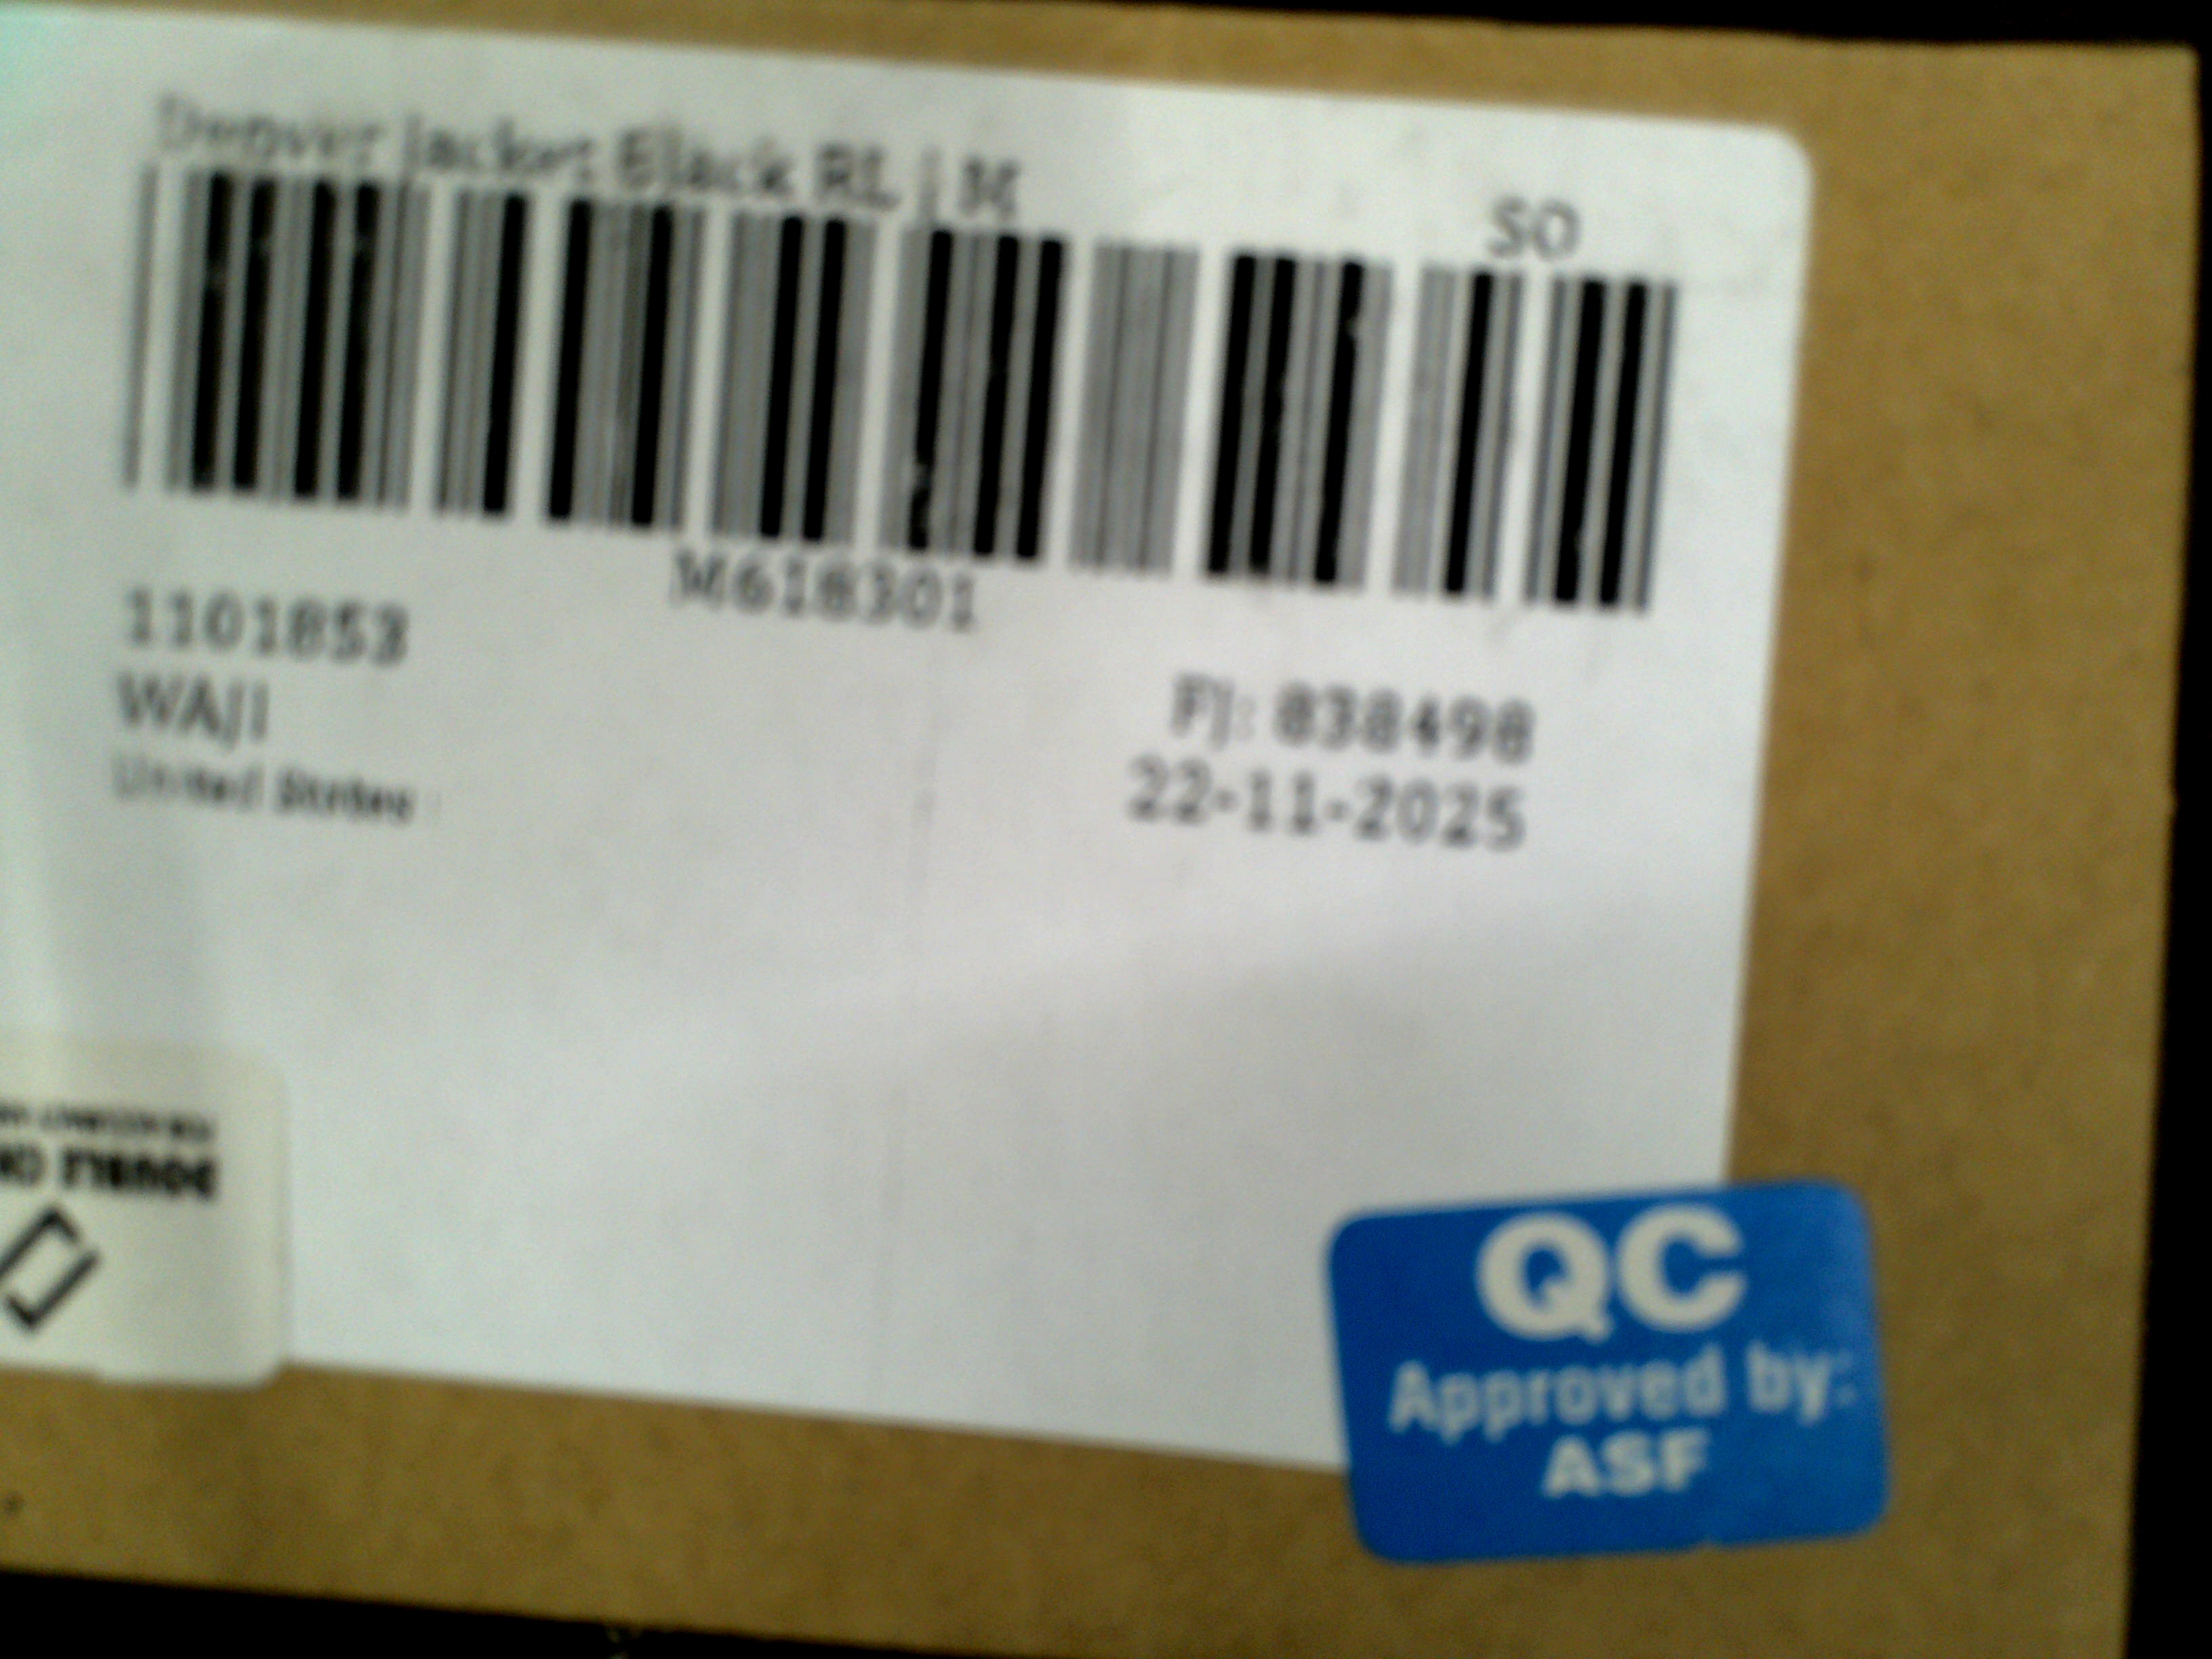 Denver Jacket Black RL | M
SO
M618301
1101853
WAJI
United States
FJ: 838498
22-11-2025
DOUBLE
QC
Approved by:
ASF